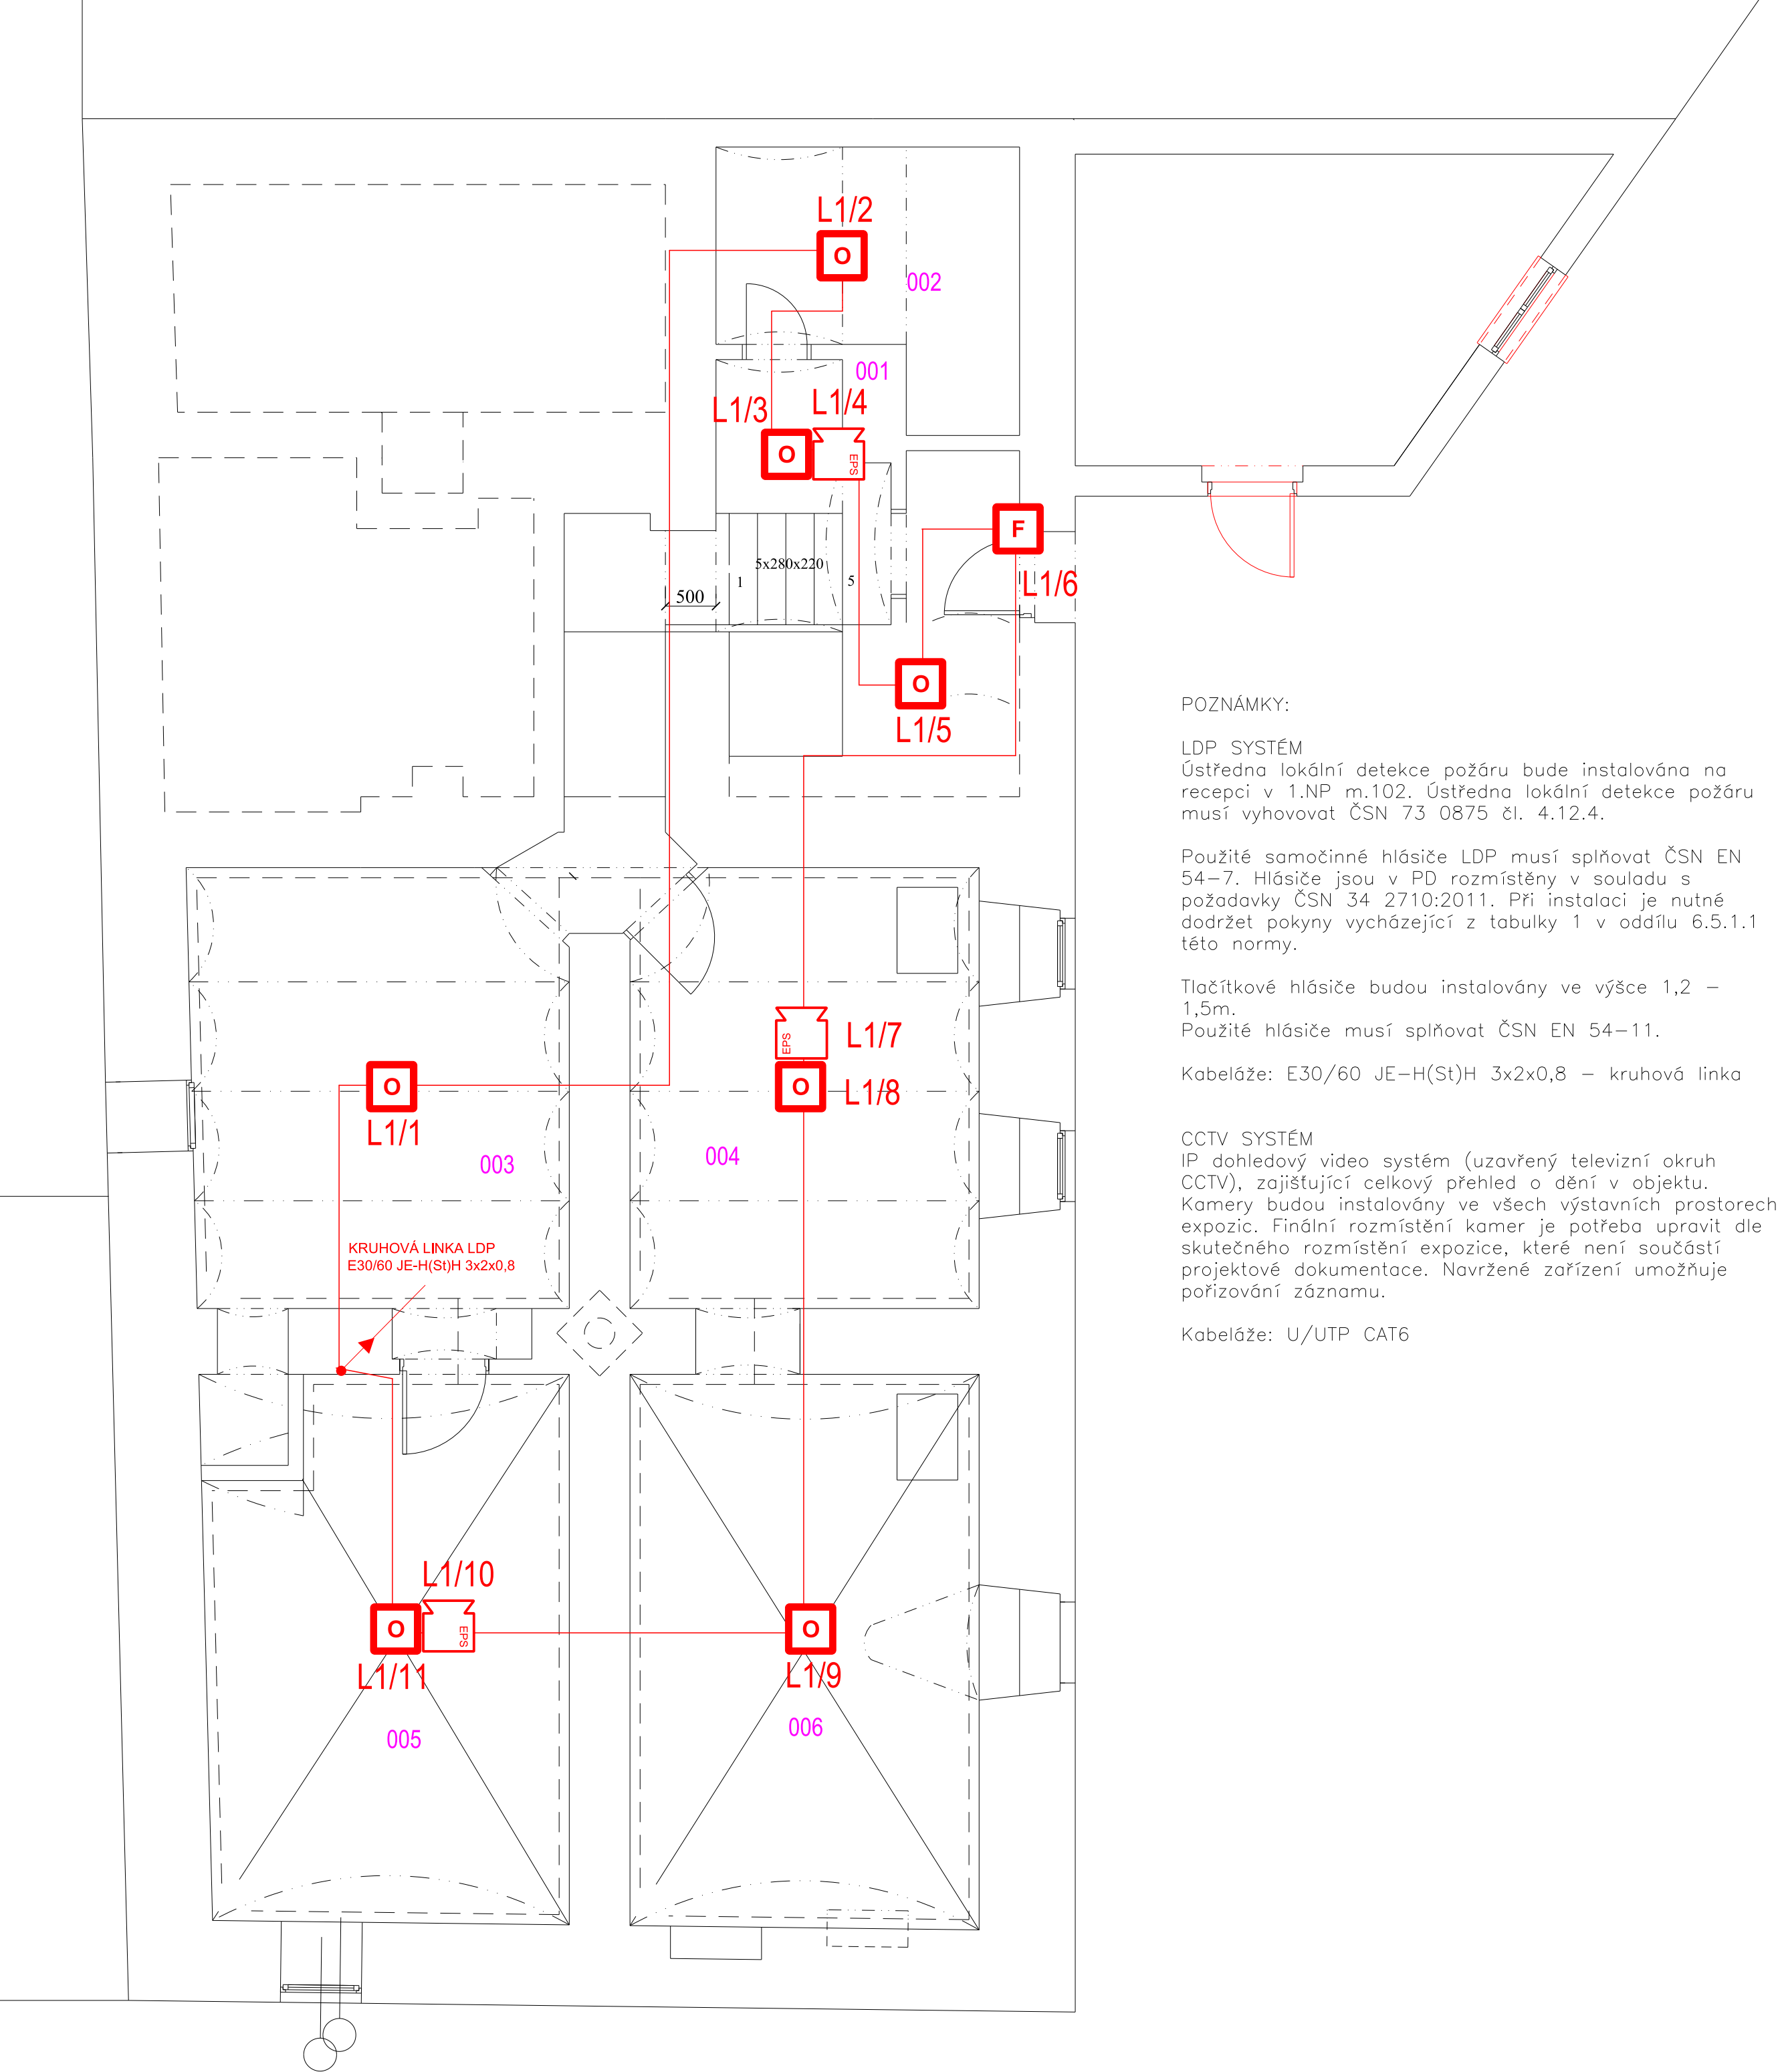 L1/2
O
002
001
L1/3
L1/4
O
EPS
F
L1/6
5x280x220
1
5
500
O
L1/5
POZNÁMKY:
LDP SYSTÉM
Ústředna lokální detekce požáru bude instalována na
recepci v 1.NP m.102. Ústředna lokální detekce požáru
musí vyhovovat ČSN 73 0875 čl. 4.12.4.
Použité samočinné hlásiče LDP musí splňovat ČSN EN
54-7. Hlásiče jsou v PD rozmístěny v souladu s
požadavky ČSN 34 2710:2011. Při instalaci je nutné
dodržet pokyny vycházející z tabulky 1 v oddílu 6.5.1.1
této normy.
Tlačítkové hlásiče budou instalovány ve výšce 1,2 -
1,5m.
Použité hlásiče musí splňovat ČSN EN 54-11.
Kabeláže: E30/60 JE-H(St)H 3x2x0,8 - kruhová linka
CCTV SYSTÉM
IP dohledový video systém (uzavřený televizní okruh
CCTV), zajišťující celkový přehled o dění v objektu.
Kamery budou instalovány ve všech výstavních prostorech
expozic. Finální rozmístění kamer je potřeba upravit dle
skutečného rozmístění expozice, které není součástí
projektové dokumentace. Navržené zařízení umožňuje
pořizování záznamu.
Kabeláže: U/UTP CAT6
EPS
L1/7
O
L1/1
O
L1/8
003
004
KRUHOVÁ LINKA LDP
E30/60 JE-H(St)H 3x2x0,8
L1/10
O
EPS
L1/11
O
L1/9
005
006